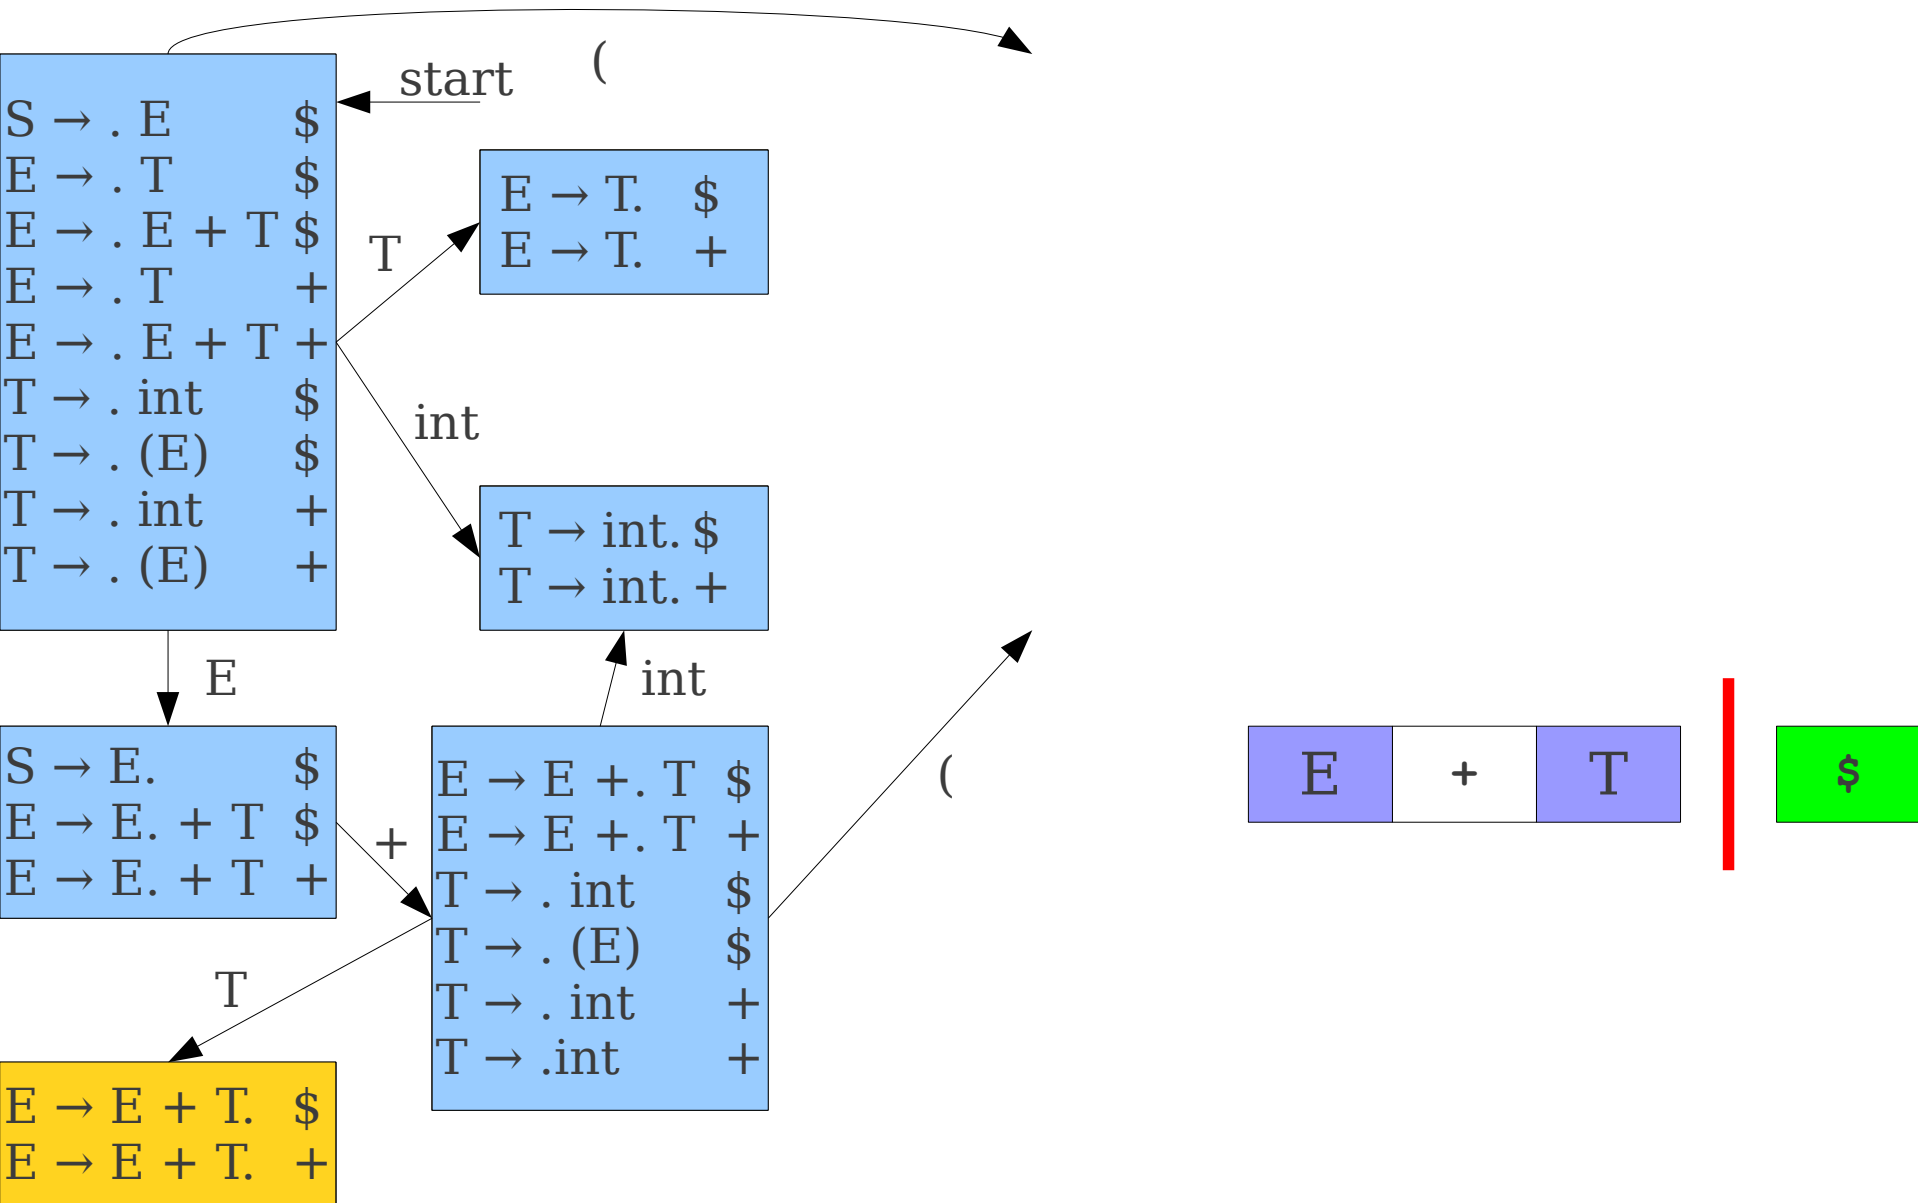 (
start
S → . E $
E → . T $
E → . E + T $
E → . T +
E → . E + T +
T → . int $
T → . (E) $
T → . int +
T → . (E) +
T
E → T. $
E → T. +
int
T → int. $
T → int. +
E
int
S → E. $
E → E. + T $
E → E. + T +
+
E → E +. T $
E → E +. T +
T → . int $
T → . (E) $
T → . int +
T → .int +
(
E + T $
T
E → E + T. $
E → E + T. +